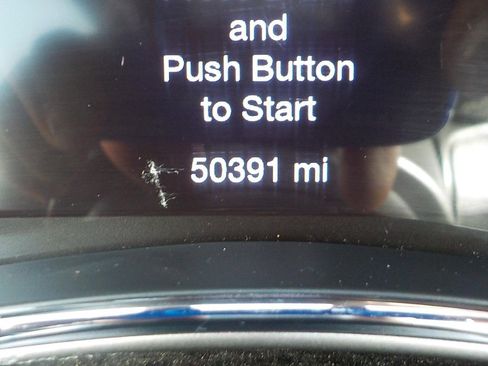 and
Push Button
to Start
50391 mi